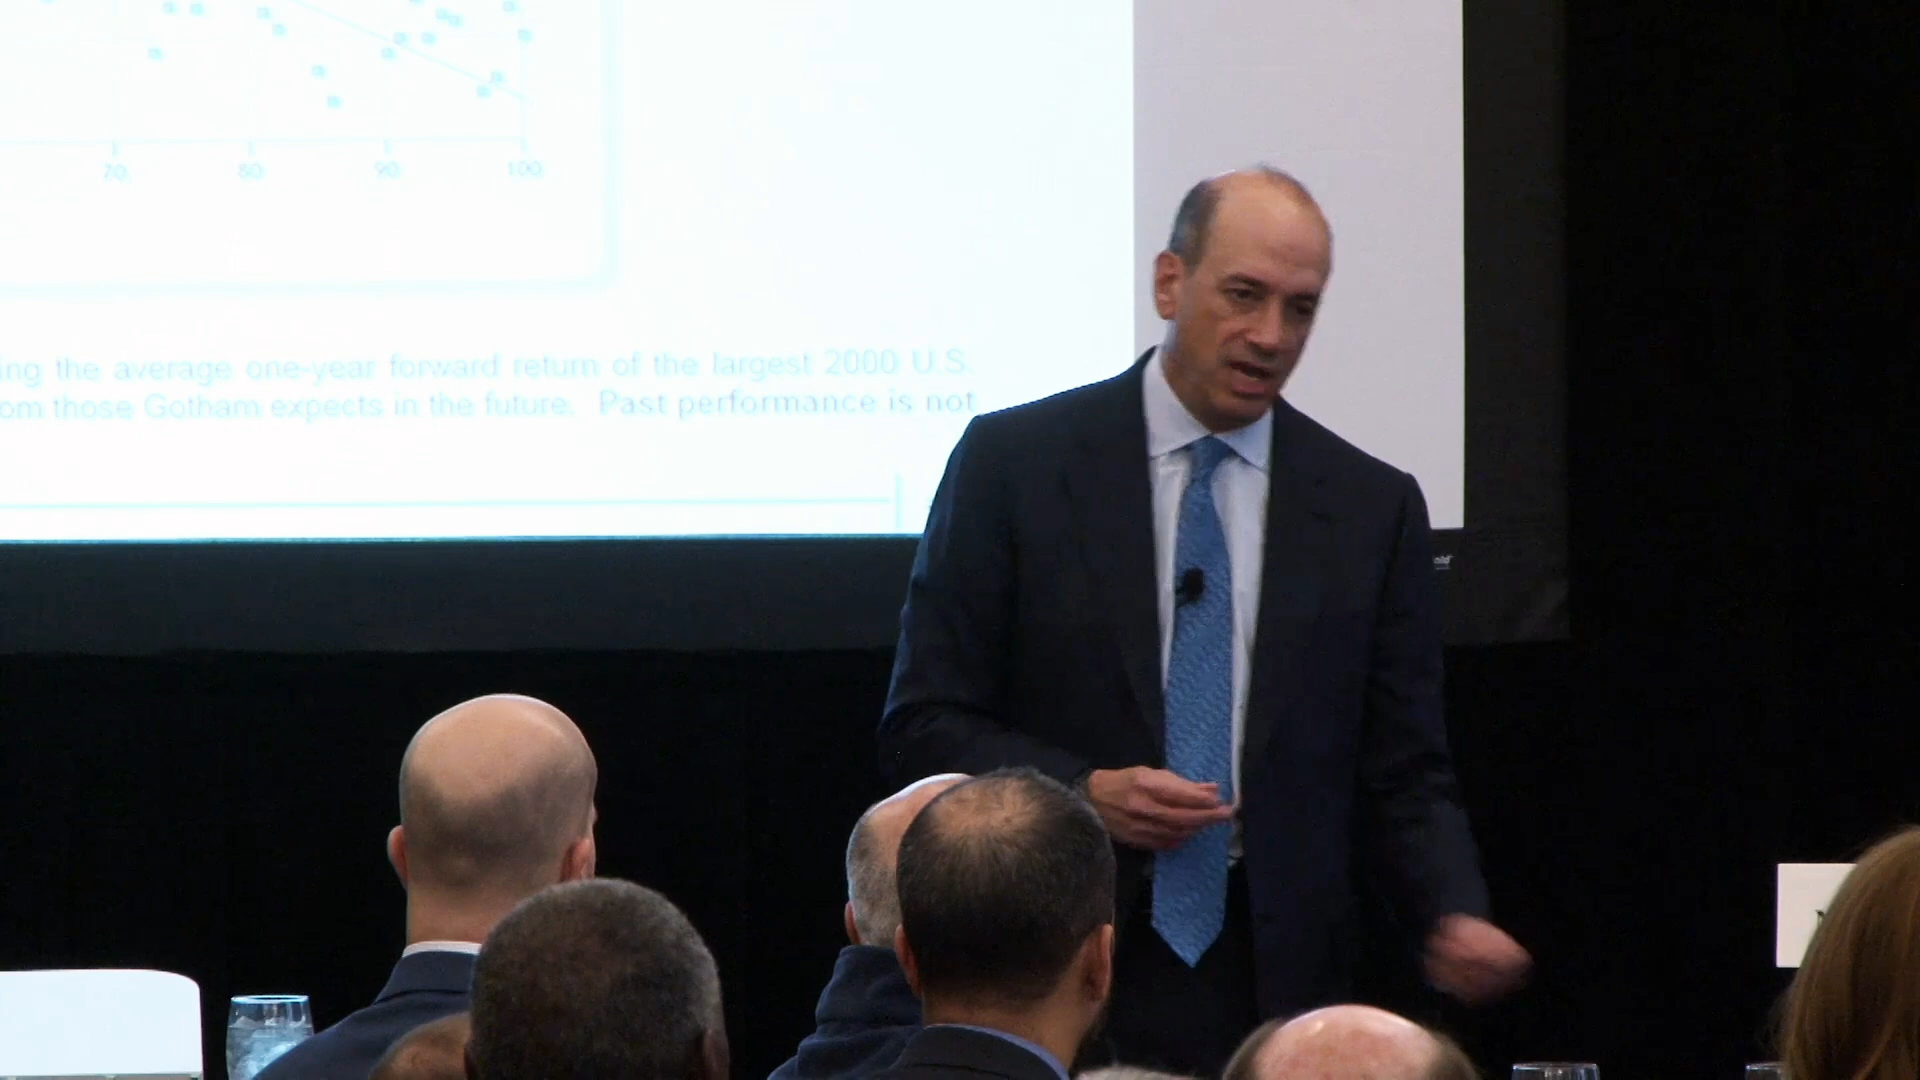 70 80 90 100
ing the average one-year forward return of the largest 2000 U.S.
om those Gotham expects in the future. Past performance is not